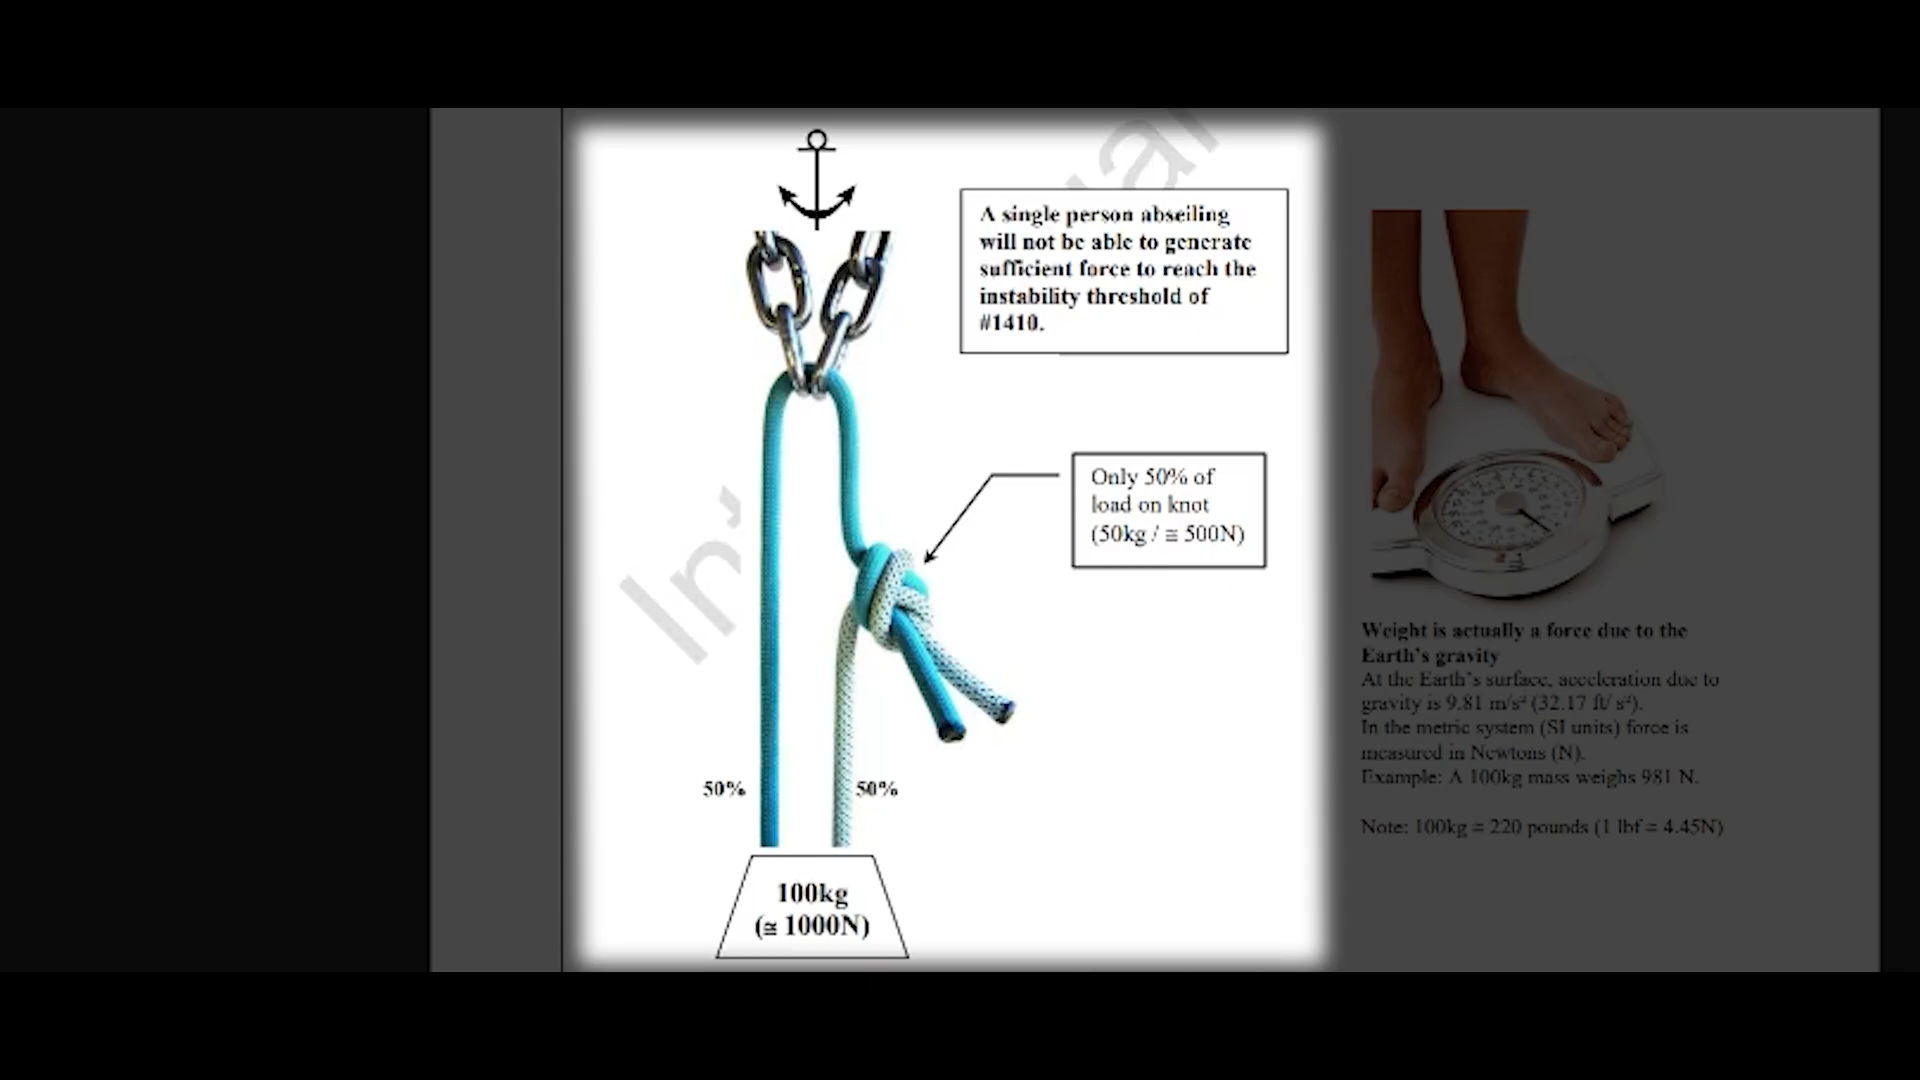 A single person abseiling
will not be able to generate
sufficient force to reach the
instability threshold of
#1410.
Only 50% of
load on knot
(50kg / ≅ 500N)
50%
50%
100kg
(≅ 1000N)
Weight is actually a force due to the
Earth's gravity
At the Earth's surface, acceleration due to
gravity is 9.81 m/s² (32.17 ft/ s²).
In the metric system (SI units) force is
measured in Newtons (N).
Example: A 100kg mass weighs 981 N.
Note: 100kg = 220 pounds (1 lbf = 4.45N)